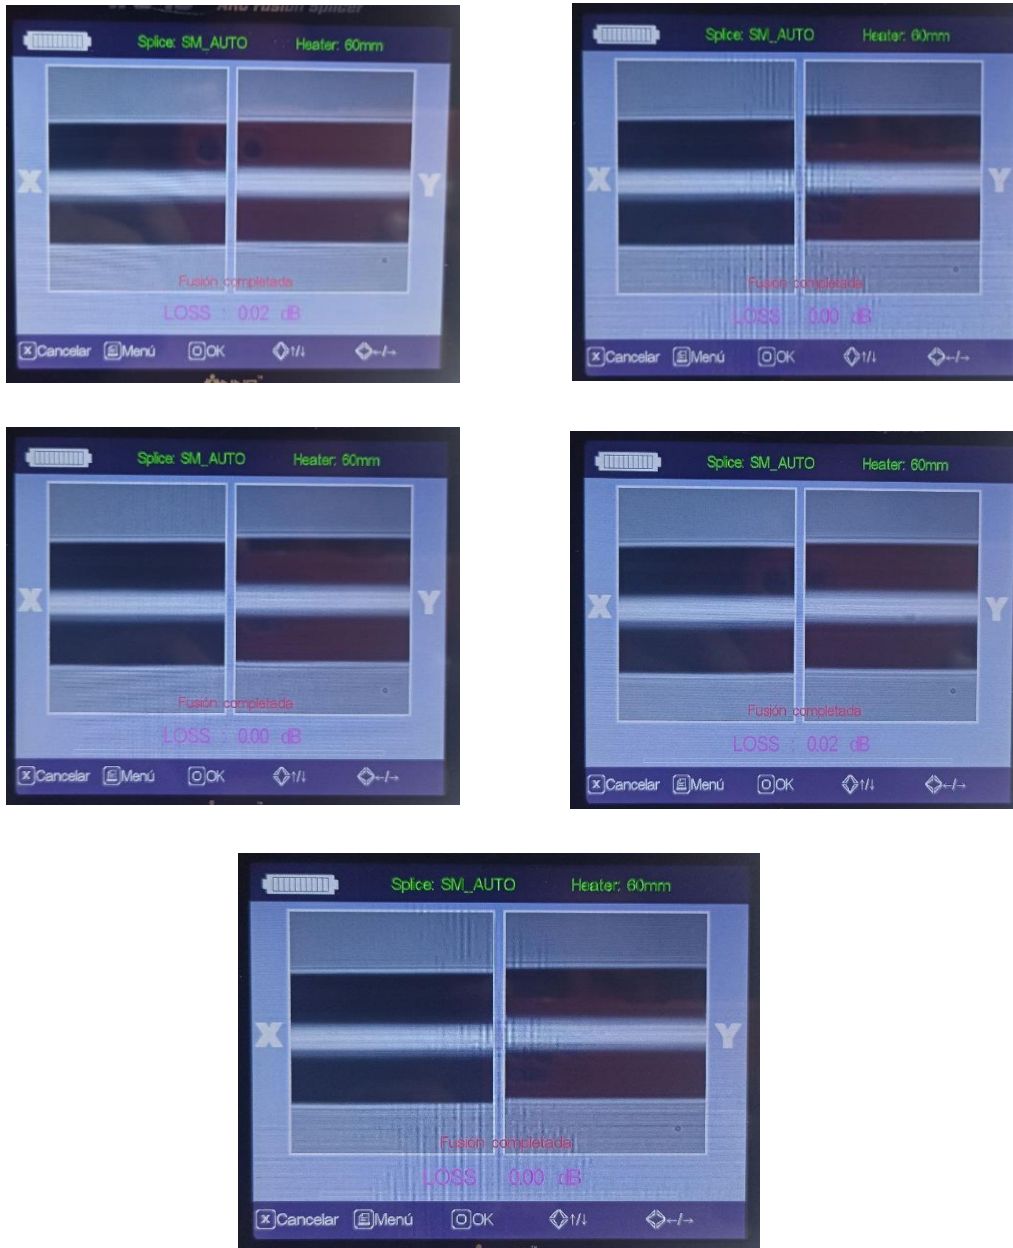 Arc Fusion Splicer
Splice: SM_AUTO Heater: 60mm
X Y
Fusión completada
LOSS : 0.02 dB
Cancelar Menú OK ↑/↓ ←/→
Splice: SM_AUTO Heater: 60mm
X Y
Fusión completada
LOSS : 0.00 dB
Cancelar Menú OK ↑/↓ ←/→
Splice: SM_AUTO Heater: 60mm
X Y
Fusión completada
LOSS : 0.00 dB
Cancelar Menú OK ↑/↓ ←/→
Splice: SM_AUTO Heater: 60mm
X Y
Fusión completada
LOSS : 0.02 dB
Cancelar Menú OK ↑/↓ ←/→
Splice: SM_AUTO Heater: 60mm
X Y
Fusión completada
LOSS : 0.00 dB
Cancelar Menú OK ↑/↓ ←/→